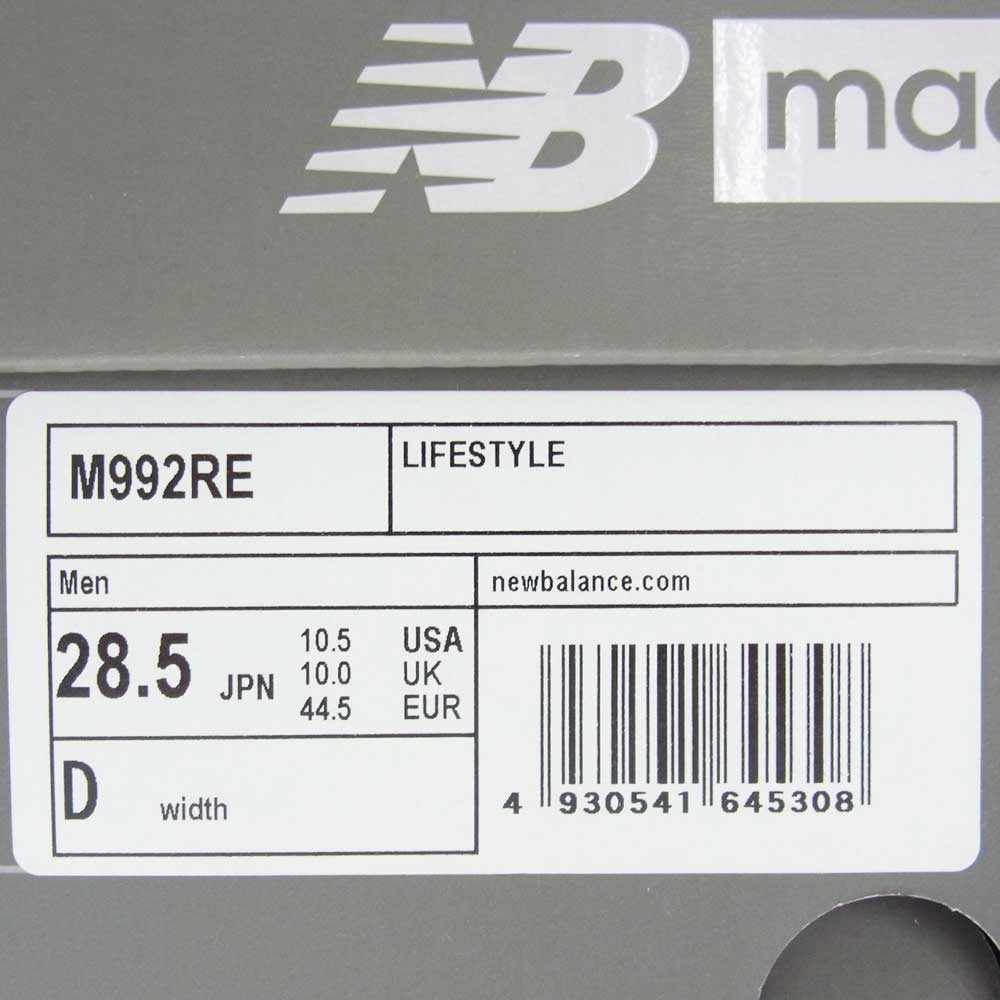 NB
M992RE
LIFESTYLE
Men
newbalance.com
28.5 JPN
10.5 USA
10.0 UK
44.5 EUR
D width
4 930541 645308